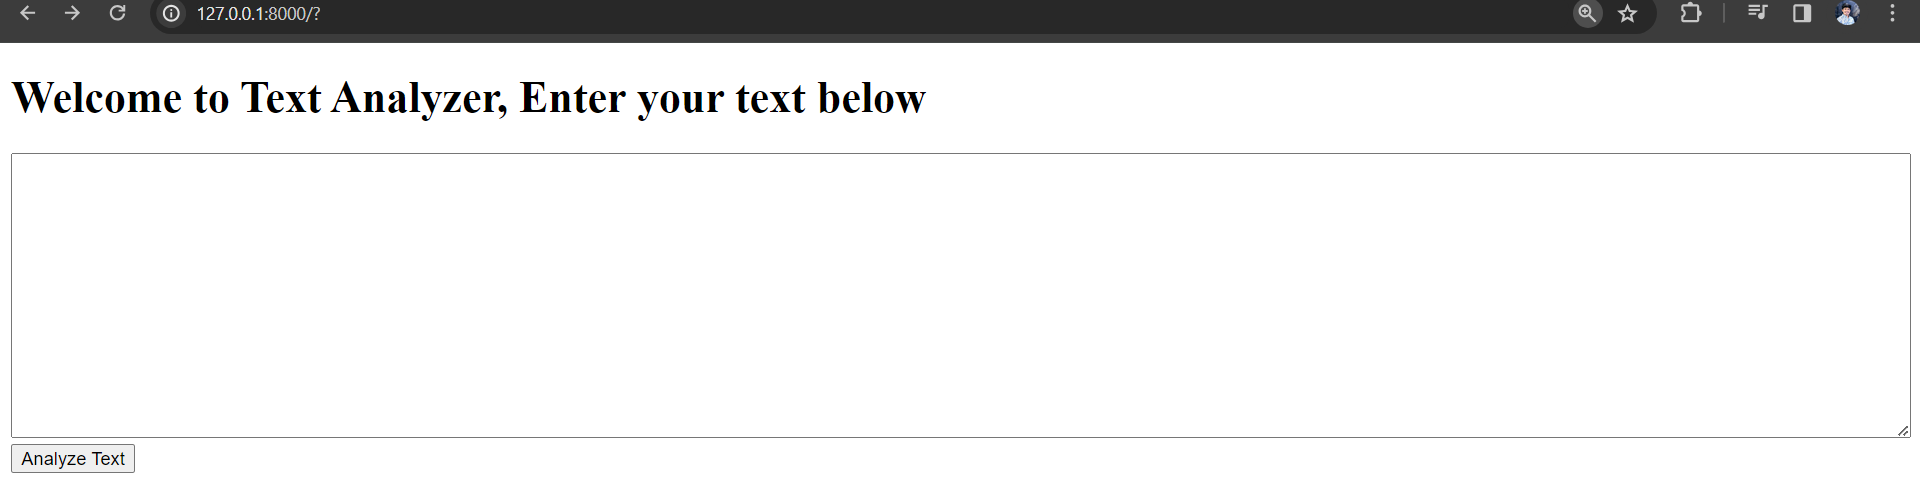 127.0.0.1:8000/?
Welcome to Text Analyzer, Enter your text below
Analyze Text